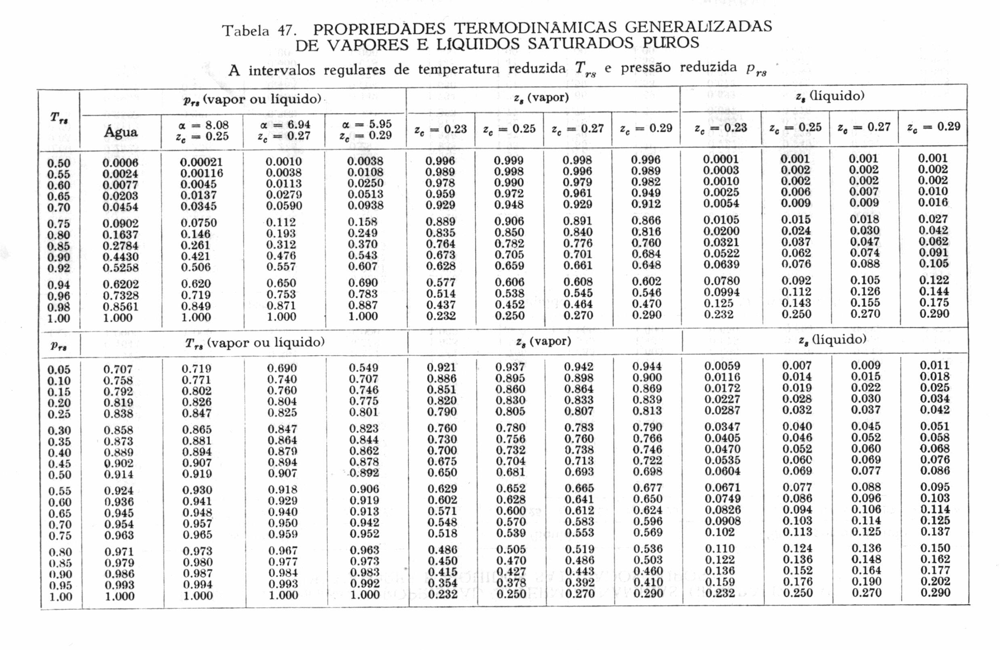 Tabela 47. PROPRIEDADES TERMODINÂMICAS GENERALIZADAS
DE VAPORES E LÍQUIDOS SATURADOS PUROS
A intervalos regulares de temperatura reduzida Trs e pressão reduzida prs
Trs prs (vapor ou líquido) zs (vapor) zs (líquido)
Água α = 8.08 zc = 0.25 α = 6.94 zc = 0.27 α = 5.95 zc = 0.29 zc = 0.23 zc = 0.25 zc = 0.27 zc = 0.29 zc = 0.23 zc = 0.25 zc = 0.27 zc = 0.29
0.50 0.0006 0.00021 0.0010 0.0038 0.996 0.999 0.998 0.996 0.0001 0.001 0.001 0.001
0.55 0.0024 0.00116 0.0038 0.0108 0.989 0.998 0.996 0.989 0.0003 0.002 0.002 0.002
0.60 0.0077 0.0045 0.0113 0.0250 0.978 0.990 0.979 0.982 0.0010 0.002 0.002 0.002
0.65 0.0203 0.0137 0.0279 0.0513 0.959 0.972 0.961 0.949 0.0025 0.006 0.007 0.010
0.70 0.0454 0.0345 0.0590 0.0938 0.929 0.948 0.929 0.912 0.0054 0.009 0.009 0.016
0.75 0.0902 0.0750 0.112 0.158 0.889 0.906 0.891 0.866 0.0105 0.015 0.018 0.027
0.80 0.1637 0.146 0.193 0.249 0.835 0.850 0.840 0.816 0.0200 0.024 0.030 0.042
0.85 0.2784 0.261 0.312 0.370 0.764 0.782 0.776 0.760 0.0321 0.037 0.047 0.062
0.90 0.4430 0.421 0.476 0.543 0.673 0.705 0.701 0.684 0.0522 0.062 0.074 0.091
0.92 0.5258 0.506 0.557 0.607 0.628 0.659 0.661 0.648 0.0639 0.076 0.088 0.105
0.94 0.6202 0.620 0.650 0.690 0.577 0.606 0.608 0.602 0.0780 0.092 0.105 0.122
0.96 0.7328 0.719 0.753 0.783 0.514 0.538 0.545 0.546 0.0994 0.112 0.126 0.144
0.98 0.8561 0.849 0.871 0.887 0.437 0.452 0.464 0.470 0.125 0.143 0.155 0.175
1.00 1.000 1.000 1.000 1.000 0.232 0.250 0.270 0.290 0.232 0.250 0.270 0.290
prs Trs (vapor ou líquido) zs (vapor) zs (líquido)
0.05 0.707 0.719 0.690 0.549 0.921 0.937 0.942 0.944 0.0059 0.007 0.009 0.011
0.10 0.758 0.771 0.740 0.707 0.886 0.895 0.898 0.900 0.0116 0.014 0.015 0.018
0.15 0.792 0.802 0.760 0.746 0.851 0.860 0.864 0.869 0.0172 0.019 0.022 0.025
0.20 0.819 0.826 0.804 0.775 0.820 0.830 0.833 0.839 0.0227 0.028 0.030 0.034
0.25 0.838 0.847 0.825 0.801 0.790 0.805 0.807 0.813 0.0287 0.032 0.037 0.042
0.30 0.858 0.865 0.847 0.823 0.760 0.780 0.783 0.790 0.0347 0.040 0.045 0.051
0.35 0.873 0.881 0.864 0.844 0.730 0.756 0.760 0.766 0.0405 0.046 0.052 0.058
0.40 0.889 0.894 0.879 0.862 0.700 0.732 0.738 0.746 0.0470 0.052 0.060 0.068
0.45 0.902 0.907 0.894 0.878 0.675 0.704 0.713 0.722 0.0535 0.060 0.069 0.076
0.50 0.914 0.919 0.907 0.892 0.650 0.681 0.693 0.698 0.0604 0.069 0.077 0.086
0.55 0.924 0.930 0.918 0.906 0.629 0.652 0.665 0.677 0.0671 0.077 0.088 0.095
0.60 0.936 0.941 0.929 0.919 0.602 0.628 0.641 0.650 0.0749 0.086 0.096 0.103
0.65 0.945 0.948 0.940 0.913 0.571 0.600 0.612 0.624 0.0826 0.094 0.106 0.114
0.70 0.954 0.957 0.950 0.942 0.548 0.570 0.583 0.596 0.0908 0.103 0.114 0.125
0.75 0.963 0.965 0.959 0.952 0.518 0.539 0.553 0.569 0.102 0.113 0.125 0.137
0.80 0.971 0.973 0.967 0.963 0.486 0.505 0.519 0.536 0.110 0.124 0.136 0.150
0.85 0.979 0.980 0.977 0.973 0.450 0.470 0.486 0.503 0.122 0.136 0.148 0.162
0.90 0.986 0.987 0.984 0.983 0.415 0.427 0.443 0.460 0.136 0.152 0.164 0.177
0.95 0.993 0.994 0.993 0.992 0.354 0.378 0.392 0.410 0.159 0.176 0.190 0.202
1.00 1.000 1.000 1.000 1.000 0.232 0.250 0.270 0.290 0.232 0.250 0.270 0.290